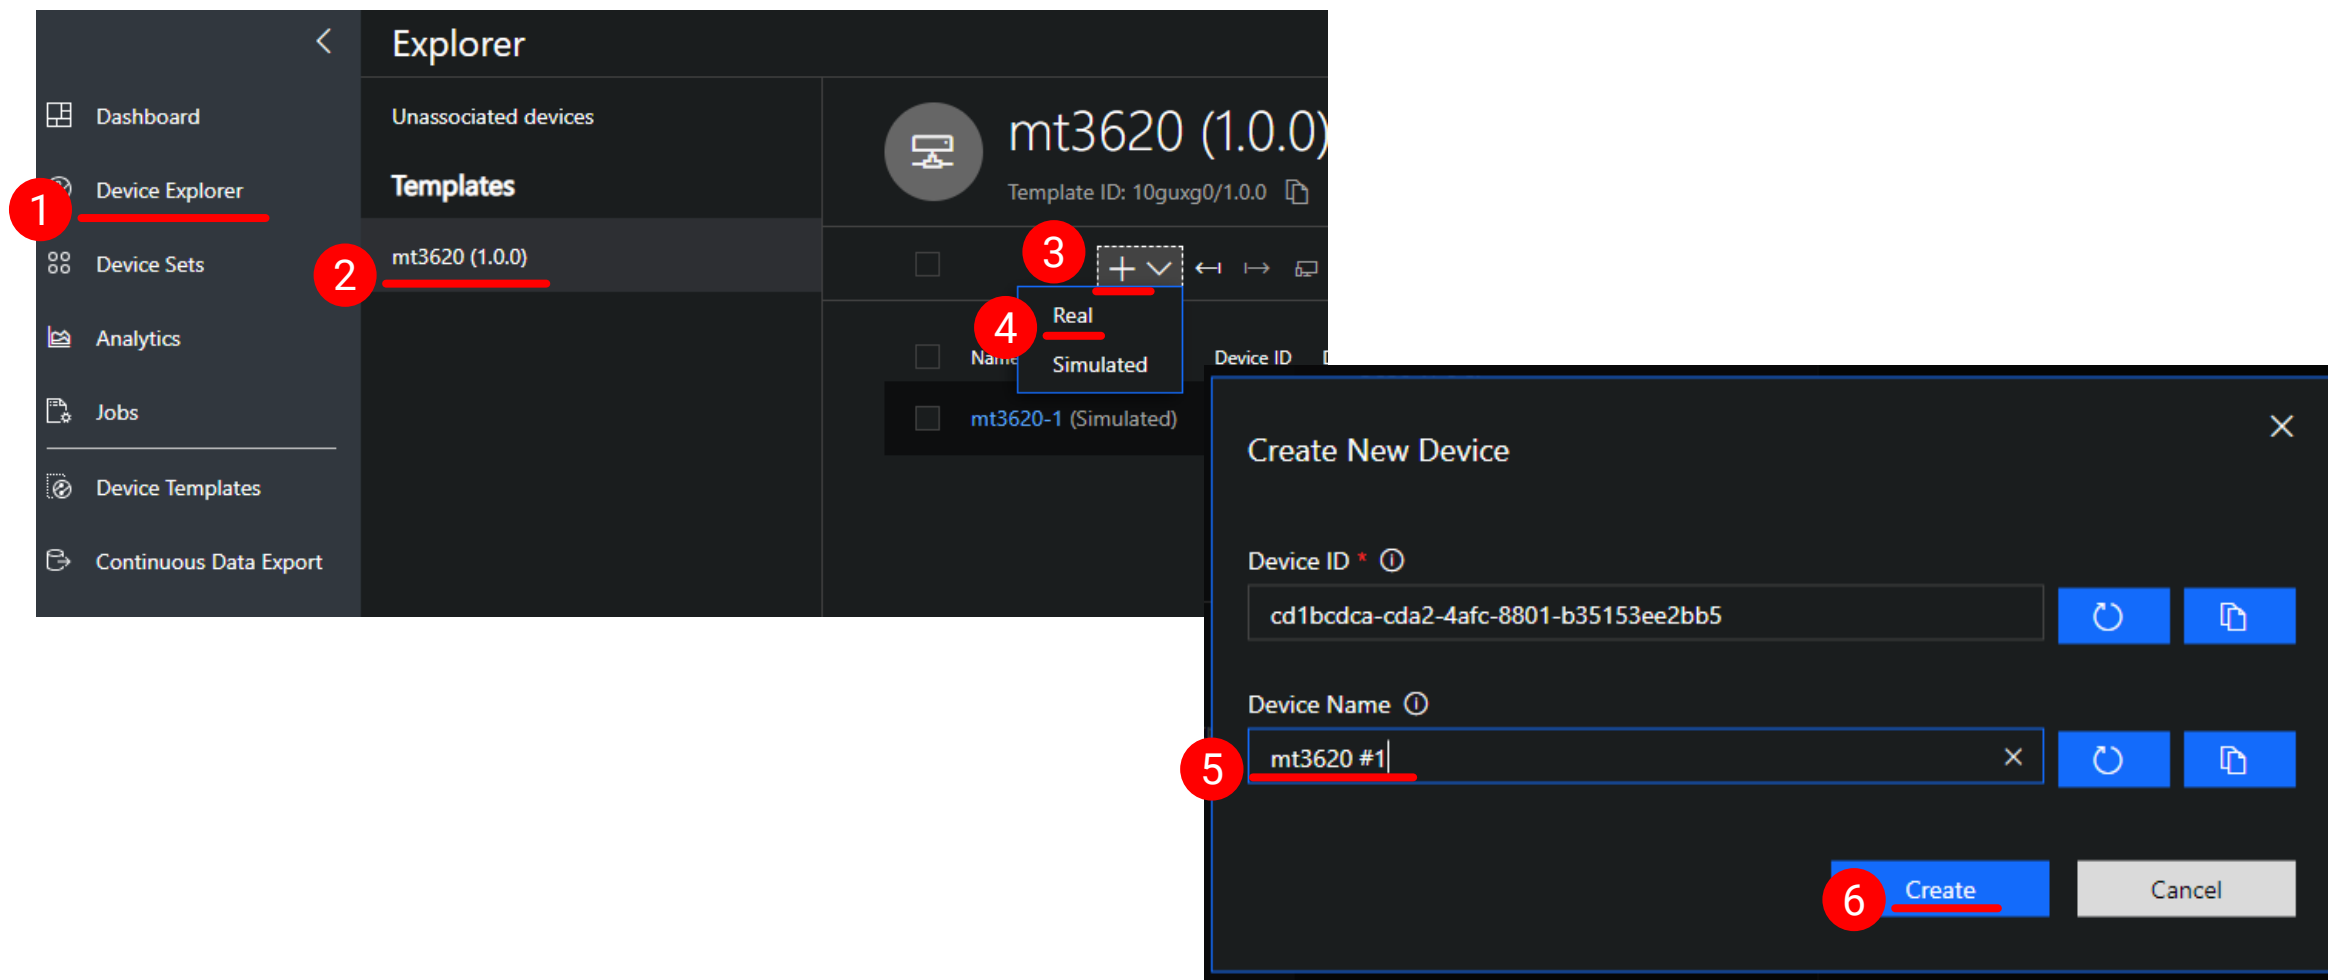 Explorer
Dashboard
Unassociated devices
mt3620 (1.0.0)
1
Device Explorer
Templates
Template ID: 10guxg0/1.0.0
2
Device Sets
mt3620 (1.0.0)
3
4
Real
Analytics
Name
Simulated
Device ID
Jobs
mt3620-1 (Simulated)
Device Templates
Continuous Data Export
Create New Device
Device ID *
cd1bcdca-cda2-4afc-8801-b35153ee2bb5
Device Name
5
mt3620 #1
6
Create
Cancel